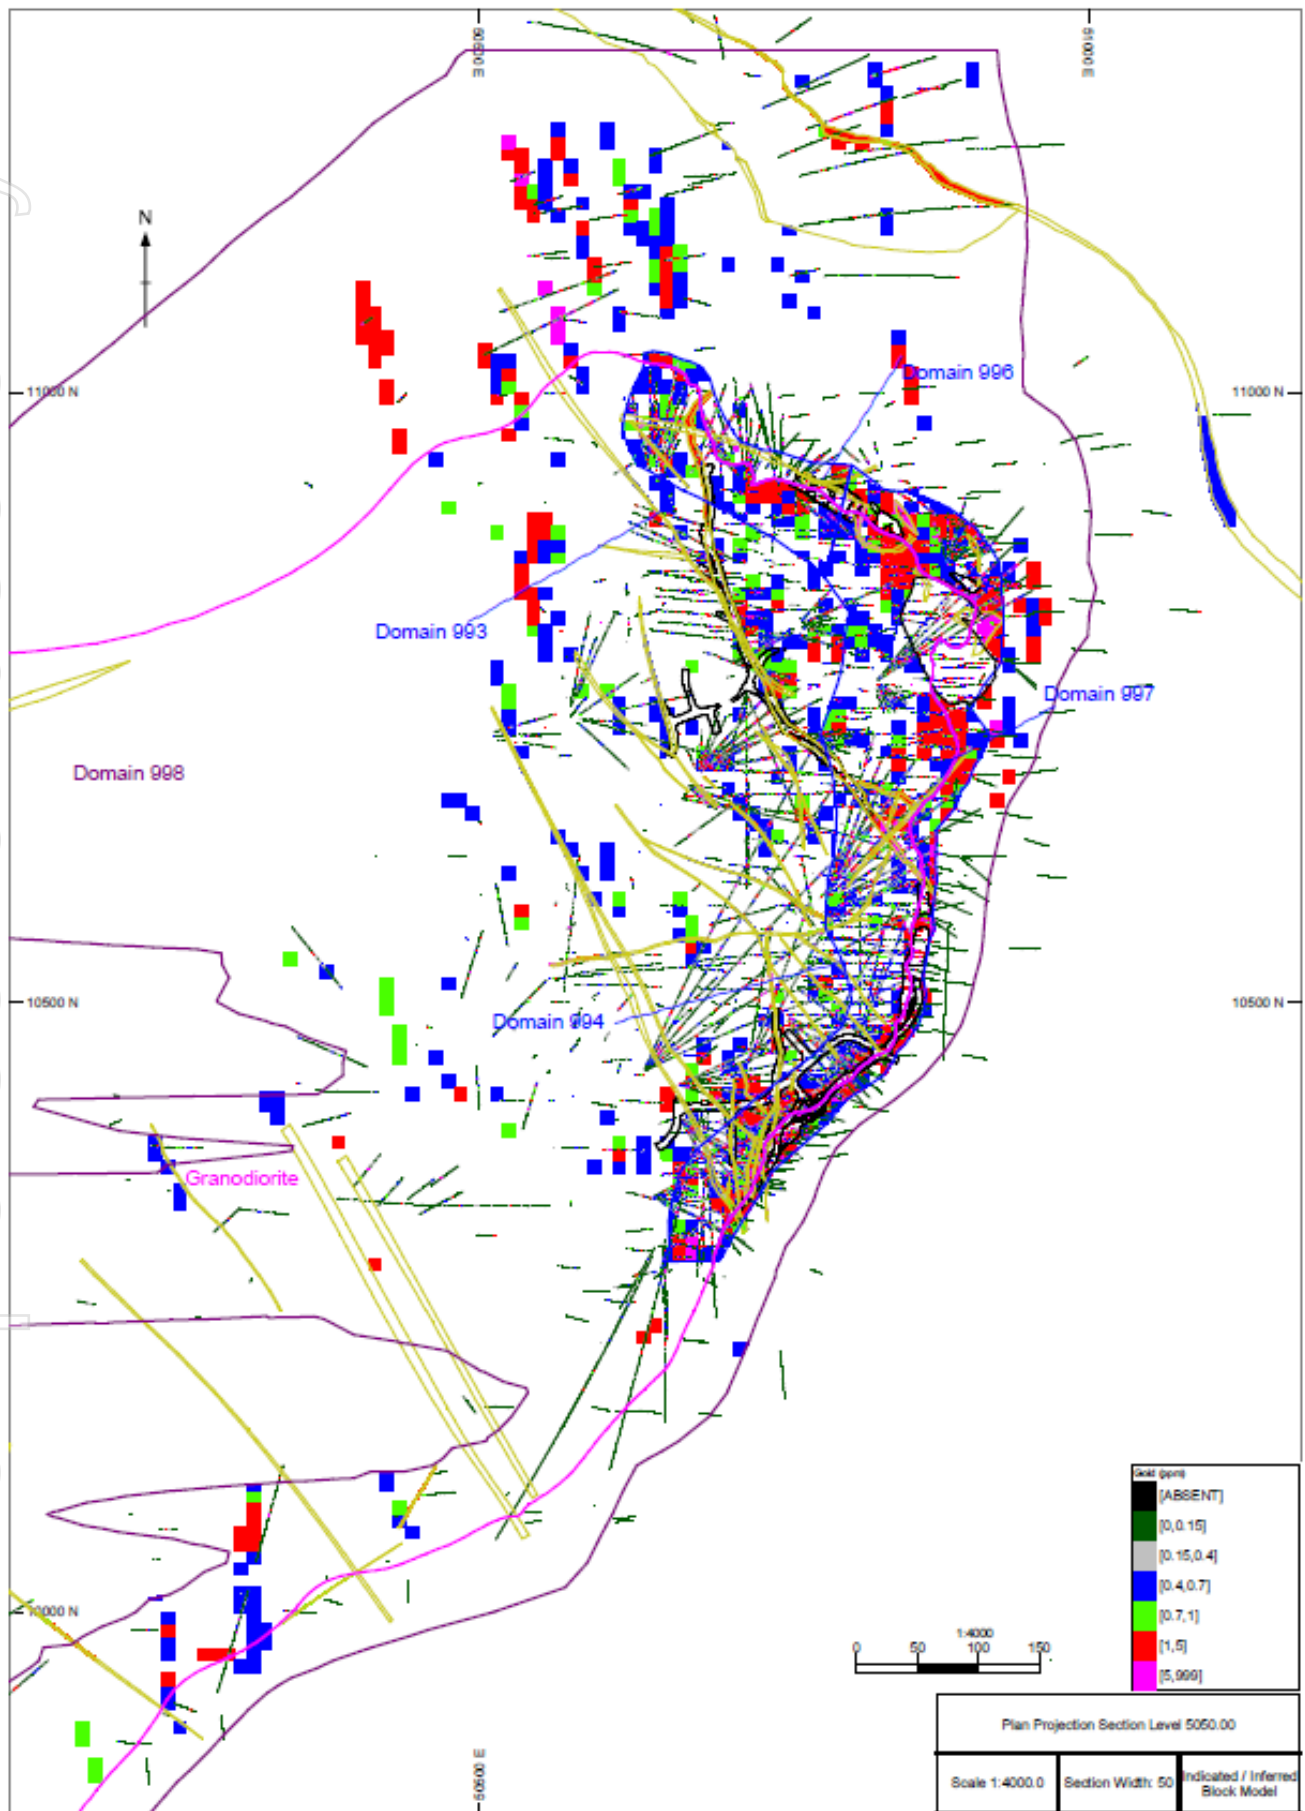 50500 E
51000 E
N
11000 N
11000 N
Domain 996
Domain 993
Domain 997
Domain 998
10500 N
10500 N
Domain 994
Granodiorite
10000 N
50500 E
1:4000
0 50 100 150
Gold (ppm)
[ABSENT]
[0,0.15]
[0.15,0.4]
[0.4,0.7]
[0.7,1]
[1,5]
[5,999]
Plan Projection Section Level 5050.00
Scale 1:4000.0
Section Width: 50
Indicated / Inferred
Block Model